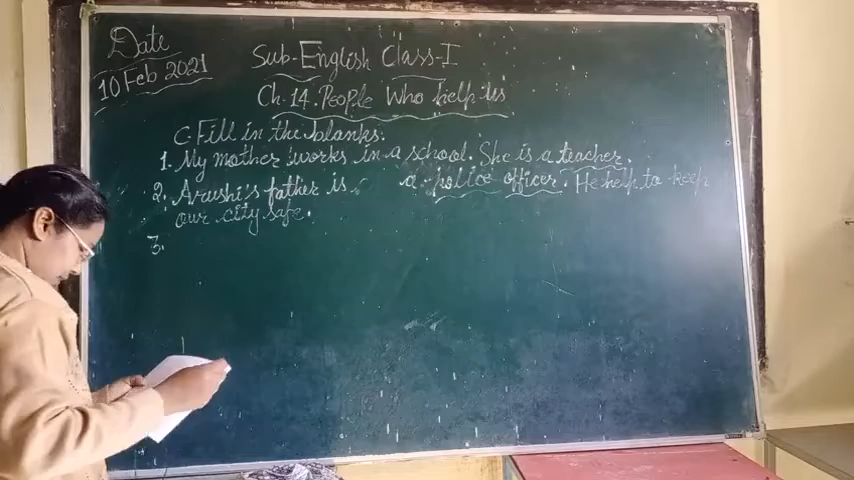 Date
10 Feb 2021
Sub-English Class-I
Ch.14. People Who help Us
C. Fill in the blanks.
1. My mother works in a school. She is a teacher.
2. Arushi's father is a police officer. He help to keep
our city safe.
3.